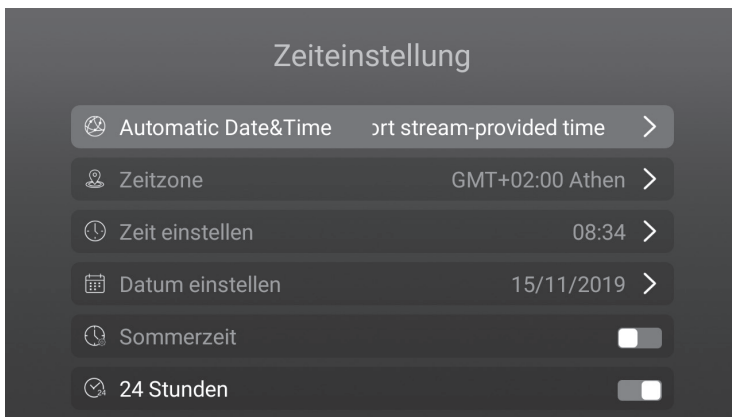 Zeiteinstellung
Automatic Date&Time ort stream-provided time
Zeitzone GMT+02:00 Athen
Zeit einstellen 08:34
Datum einstellen 15/11/2019
Sommerzeit
24 Stunden